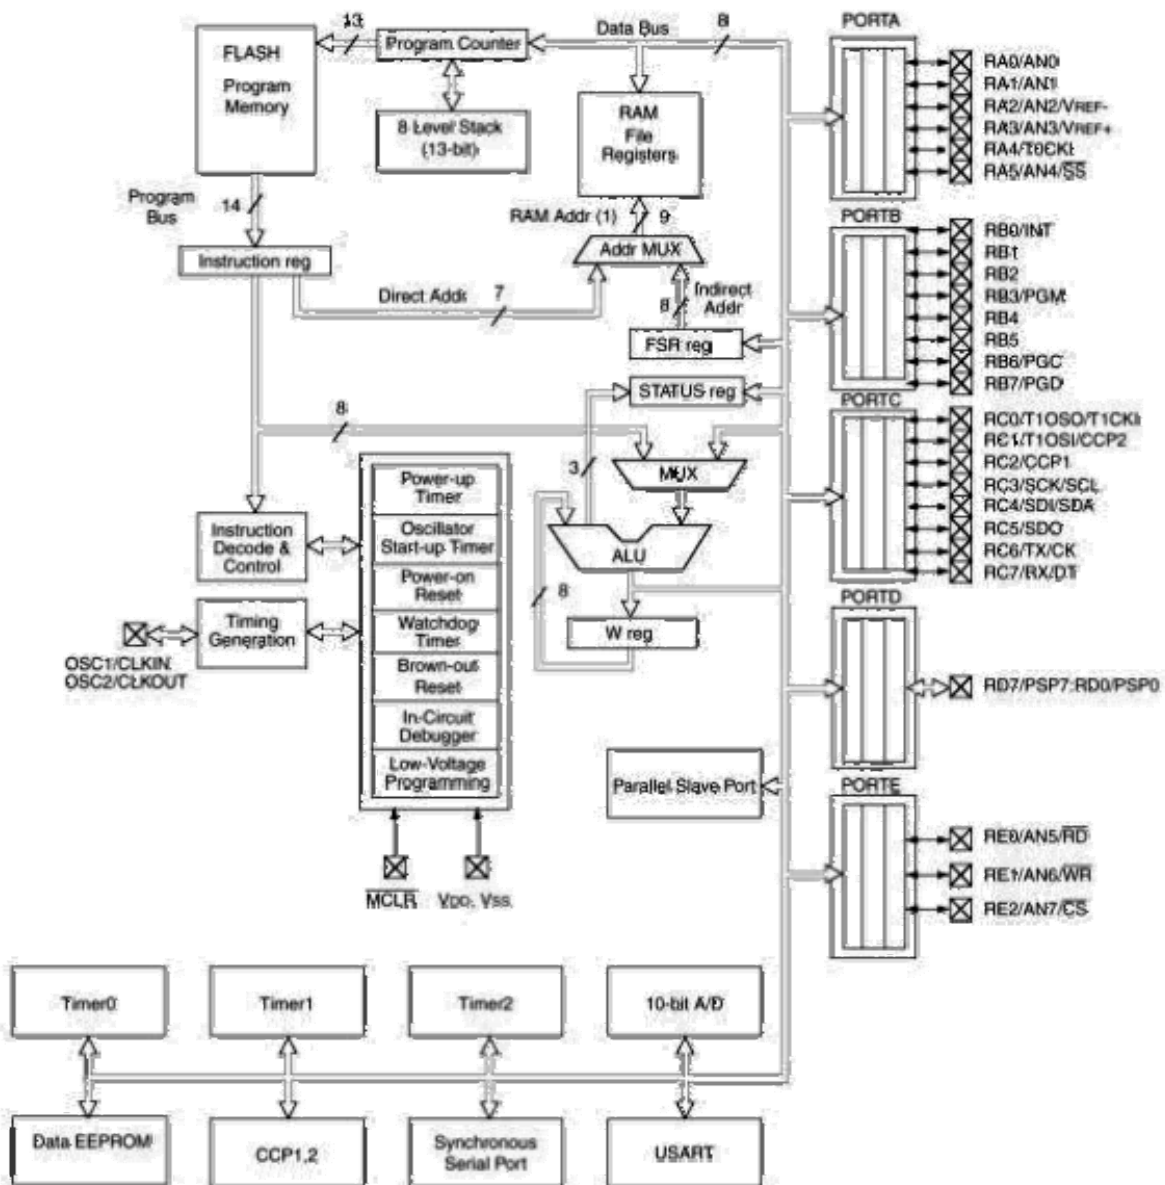 13
Data Bus
8
PORTA
FLASH
Program
Memory
Program Counter
8 Level Stack
(13-bit)
RAM
File
Registers
RA0/AN0
RA1/AN1
RA2/AN2/VREF-
RA3/AN3/VREF+
RA4/T0CKI
RA5/AN4/SS
Program
Bus
14
RAM Addr (1)
9
PORTB
Instruction reg
Addr MUX
Direct Addr
7
8
Indirect
Addr
FSR reg
STATUS reg
RB0/INT
RB1
RB2
RB3/PGM
RB4
RB5
RB6/PGC
RB7/PGD
PORTC
8
3
MUX
ALU
8
W reg
RC0/T1OSO/T1CKI
RC1/T1OSI/CCP2
RC2/CCP1
RC3/SCK/SCL
RC4/SDI/SDA
RC5/SDO
RC6/TX/CK
RC7/RX/DT
Power-up
Timer
Oscillator
Start-up Timer
Power-on
Reset
Watchdog
Timer
Brown-out
Reset
In-Circuit
Debugger
Low-Voltage
Programming
Instruction
Decode &
Control
Timing
Generation
OSC1/CLKIN
OSC2/CLKOUT
PORTD
RD7/PSP7:RD0/PSP0
Parallel Slave Port
PORTE
RE0/AN5/RD
RE1/AN6/WR
RE2/AN7/CS
MCLR
VDD, VSS
Timer0
Timer1
Timer2
10-bit A/D
Data EEPROM
CCP1,2
Synchronous
Serial Port
USART